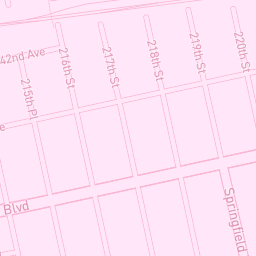 42nd Ave
215th Pl
216th St
217th St
218th St
219th St
220th St
e
Blvd
Springfield